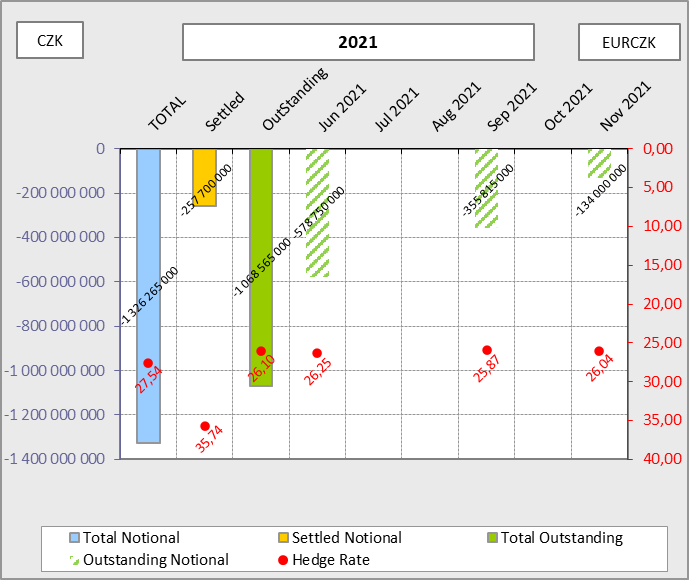 CZK
2021
EURCZK
TOTAL
Settled
OutStanding
Jun 2021
Jul 2021
Aug 2021
Sep 2021
Oct 2021
Nov 2021
0
-200 000 000
-400 000 000
-600 000 000
-800 000 000
-1 000 000 000
-1 200 000 000
-1 400 000 000
0,00
5,00
10,00
15,00
20,00
25,00
30,00
35,00
40,00
-1 326 265 000
-257 700 000
-1 068 565 000
-578 750 000
-355 815 000
-134 000 000
27,54
35,74
26,10
26,25
25,87
26,04
Total Notional
Settled Notional
Total Outstanding
Outstanding Notional
Hedge Rate